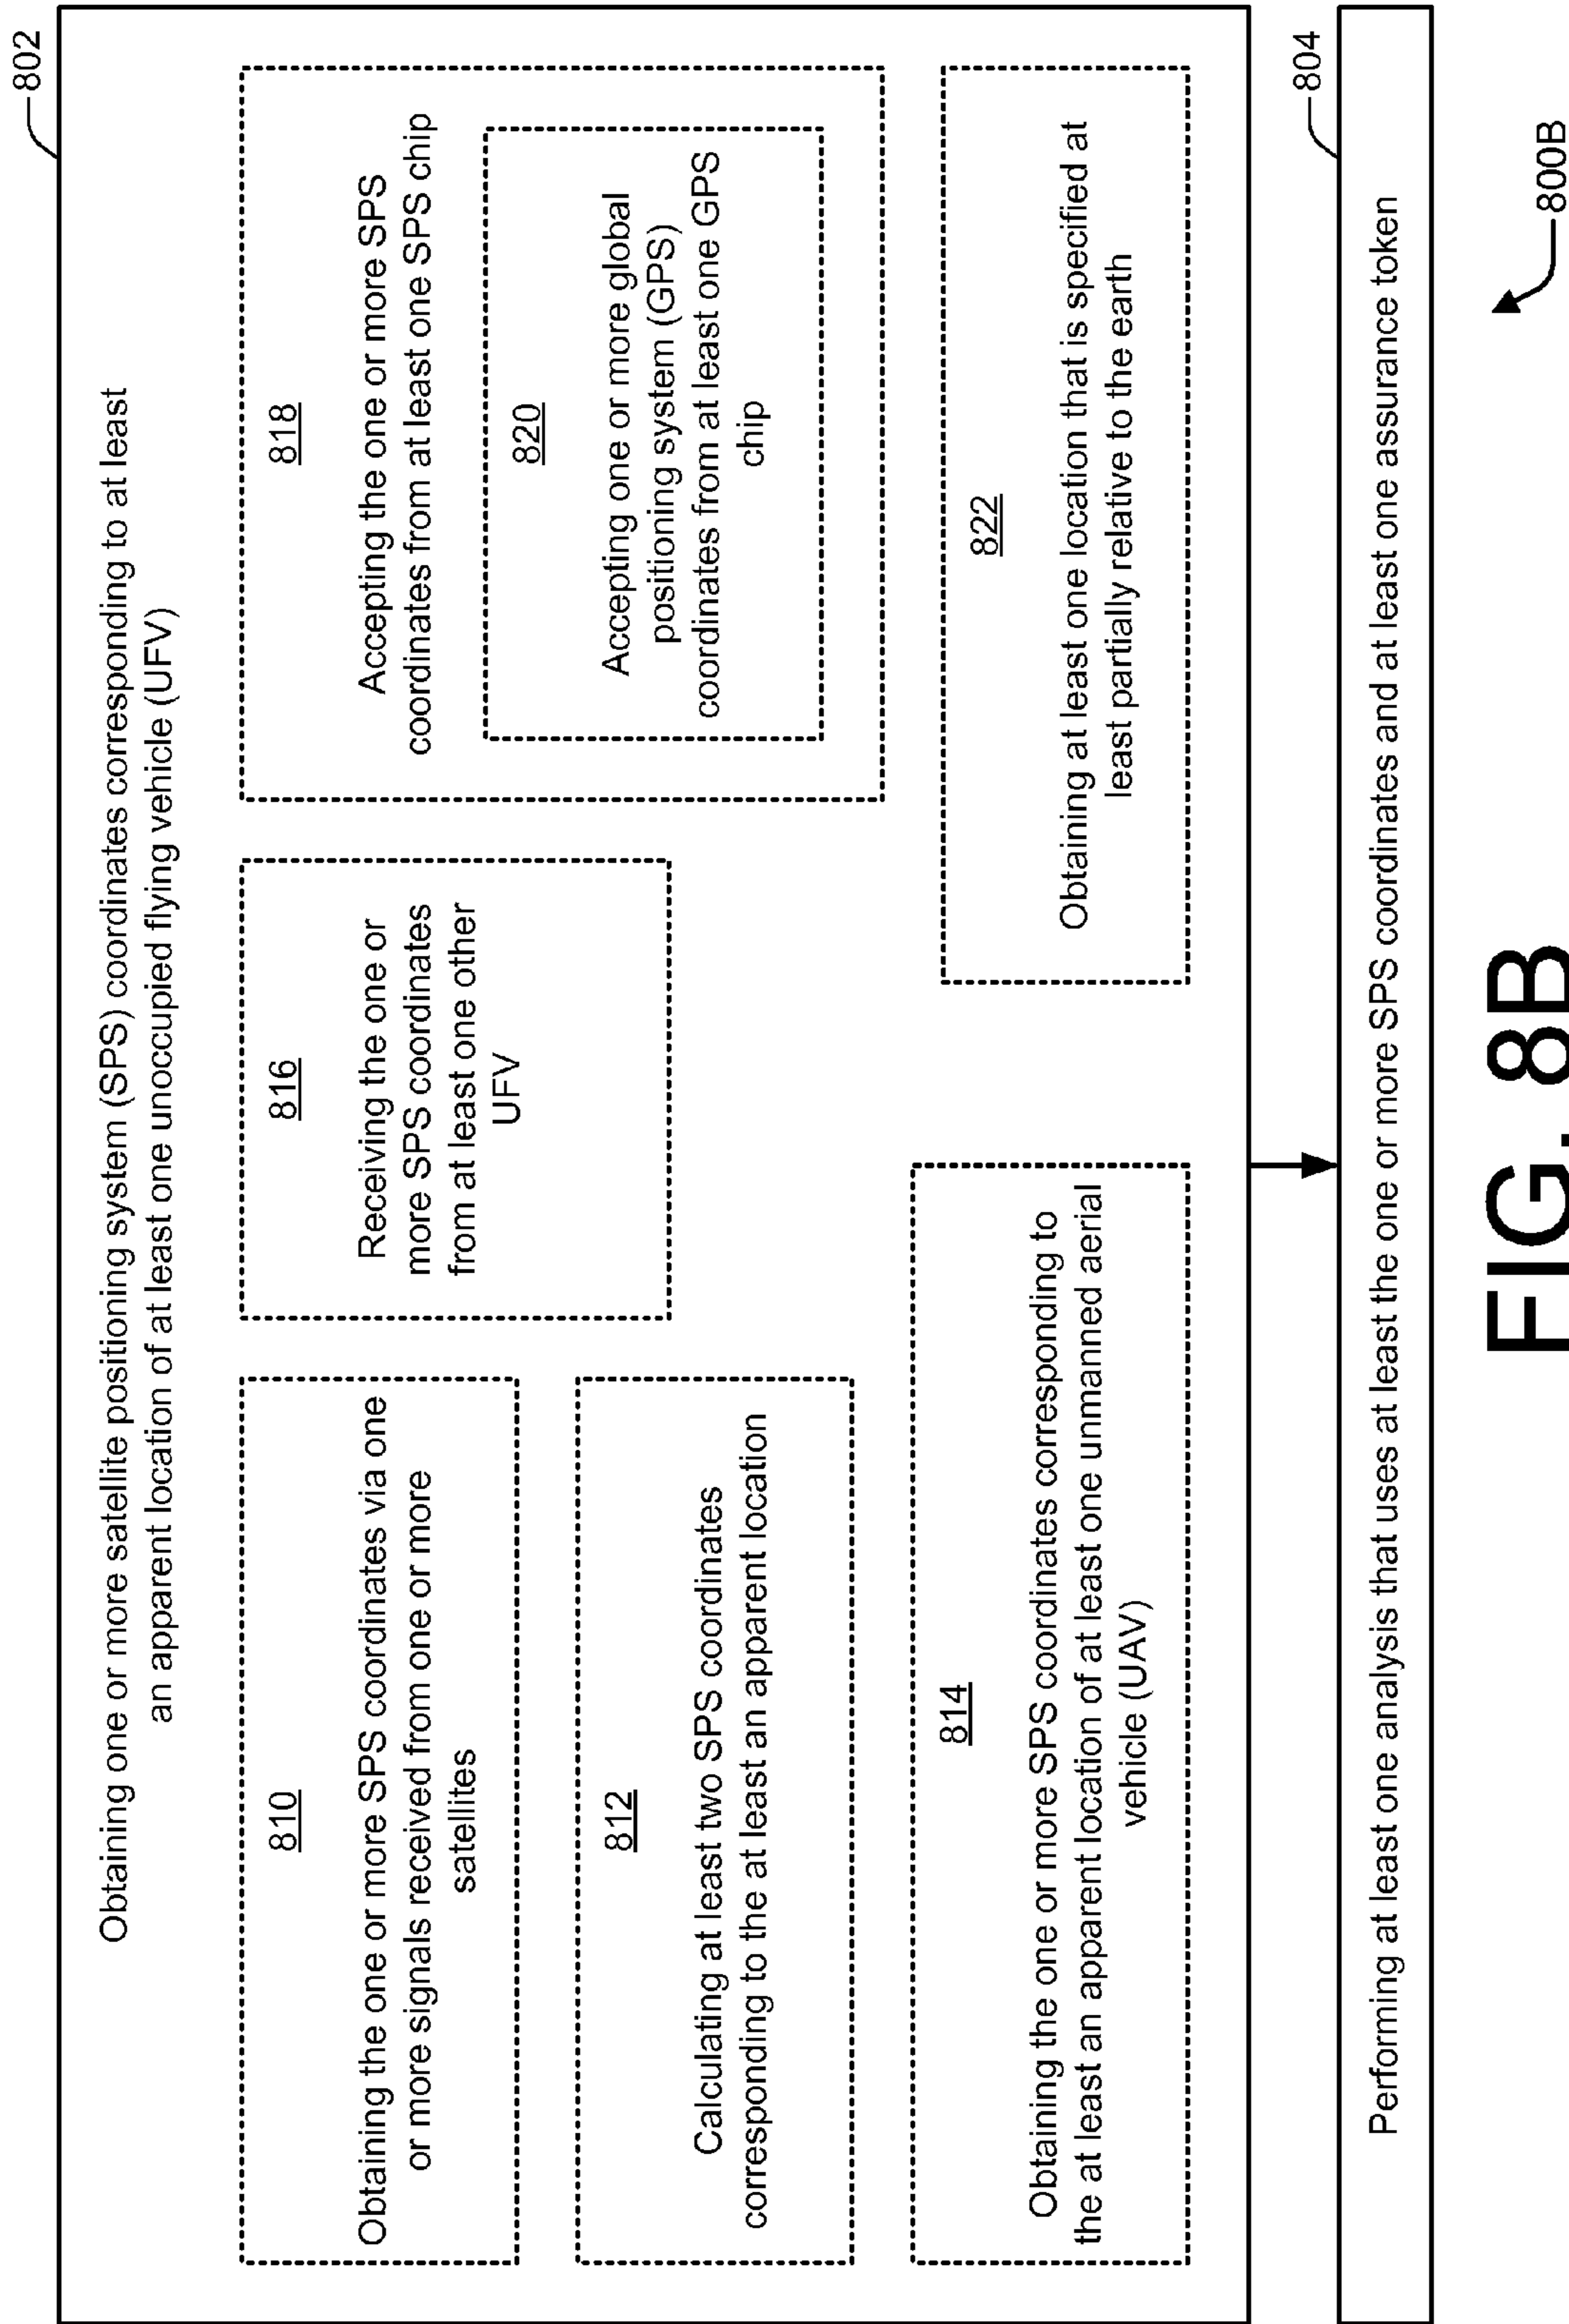 802
Obtaining one or more satellite positioning system (SPS) coordinates corresponding to at least
an apparent location of at least one unoccupied flying vehicle (UFV)
810
Obtaining the one or more SPS coordinates via one
or more signals received from one or more
satellites
812
Calculating at least two SPS coordinates
corresponding to the at least an apparent location
814
Obtaining the one or more SPS coordinates corresponding to
the at least an apparent location of at least one unmanned aerial
vehicle (UAV)
816
Receiving the one or
more SPS coordinates
from at least one other
UFV
818
Accepting the one or more SPS
coordinates from at least one SPS chip
820
Accepting one or more global
positioning system (GPS)
coordinates from at least one GPS
chip
822
Obtaining at least one location that is specified at
least partially relative to the earth
804
Performing at least one analysis that uses at least the one or more SPS coordinates and at least one assurance token
800B
FIG. 8B